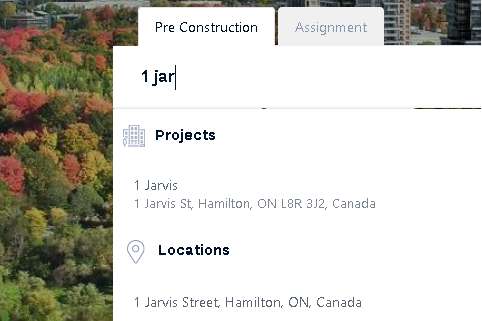 Pre Construction
Assignment
1 jar
Projects
1 Jarvis
1 Jarvis St, Hamilton, ON L8R 3J2, Canada
Locations
1 Jarvis Street, Hamilton, ON, Canada